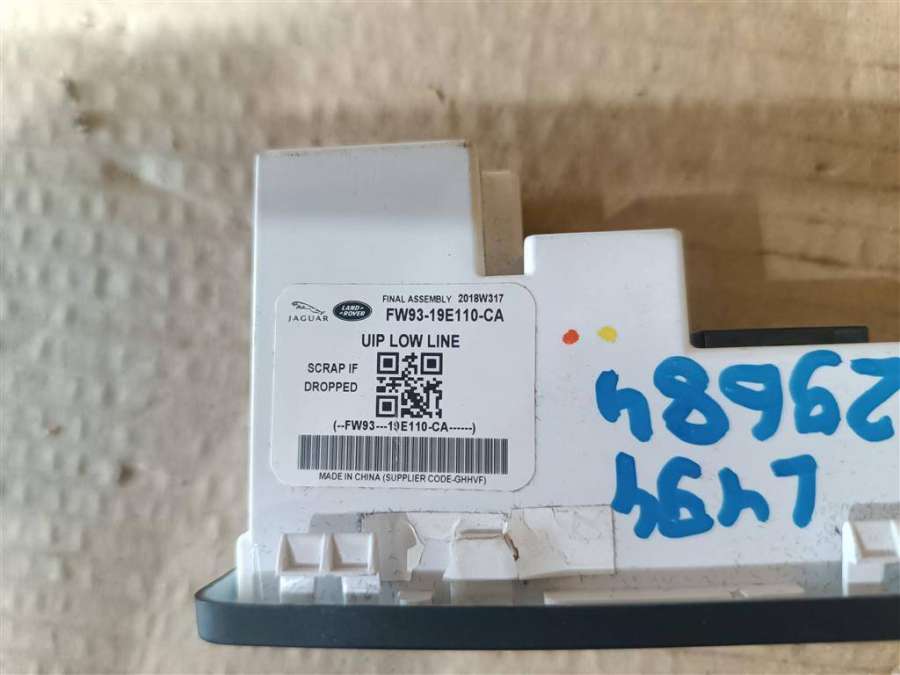 FINAL ASSEMBLY 2018W317
JAGUAR LAND ROVER FW93-19E110-CA
UIP LOW LINE
SCRAP IF
DROPPED
(--FW93---19E110-CA------)
MADE IN CHINA (SUPPLIER CODE-GHHVF)
L494
29684